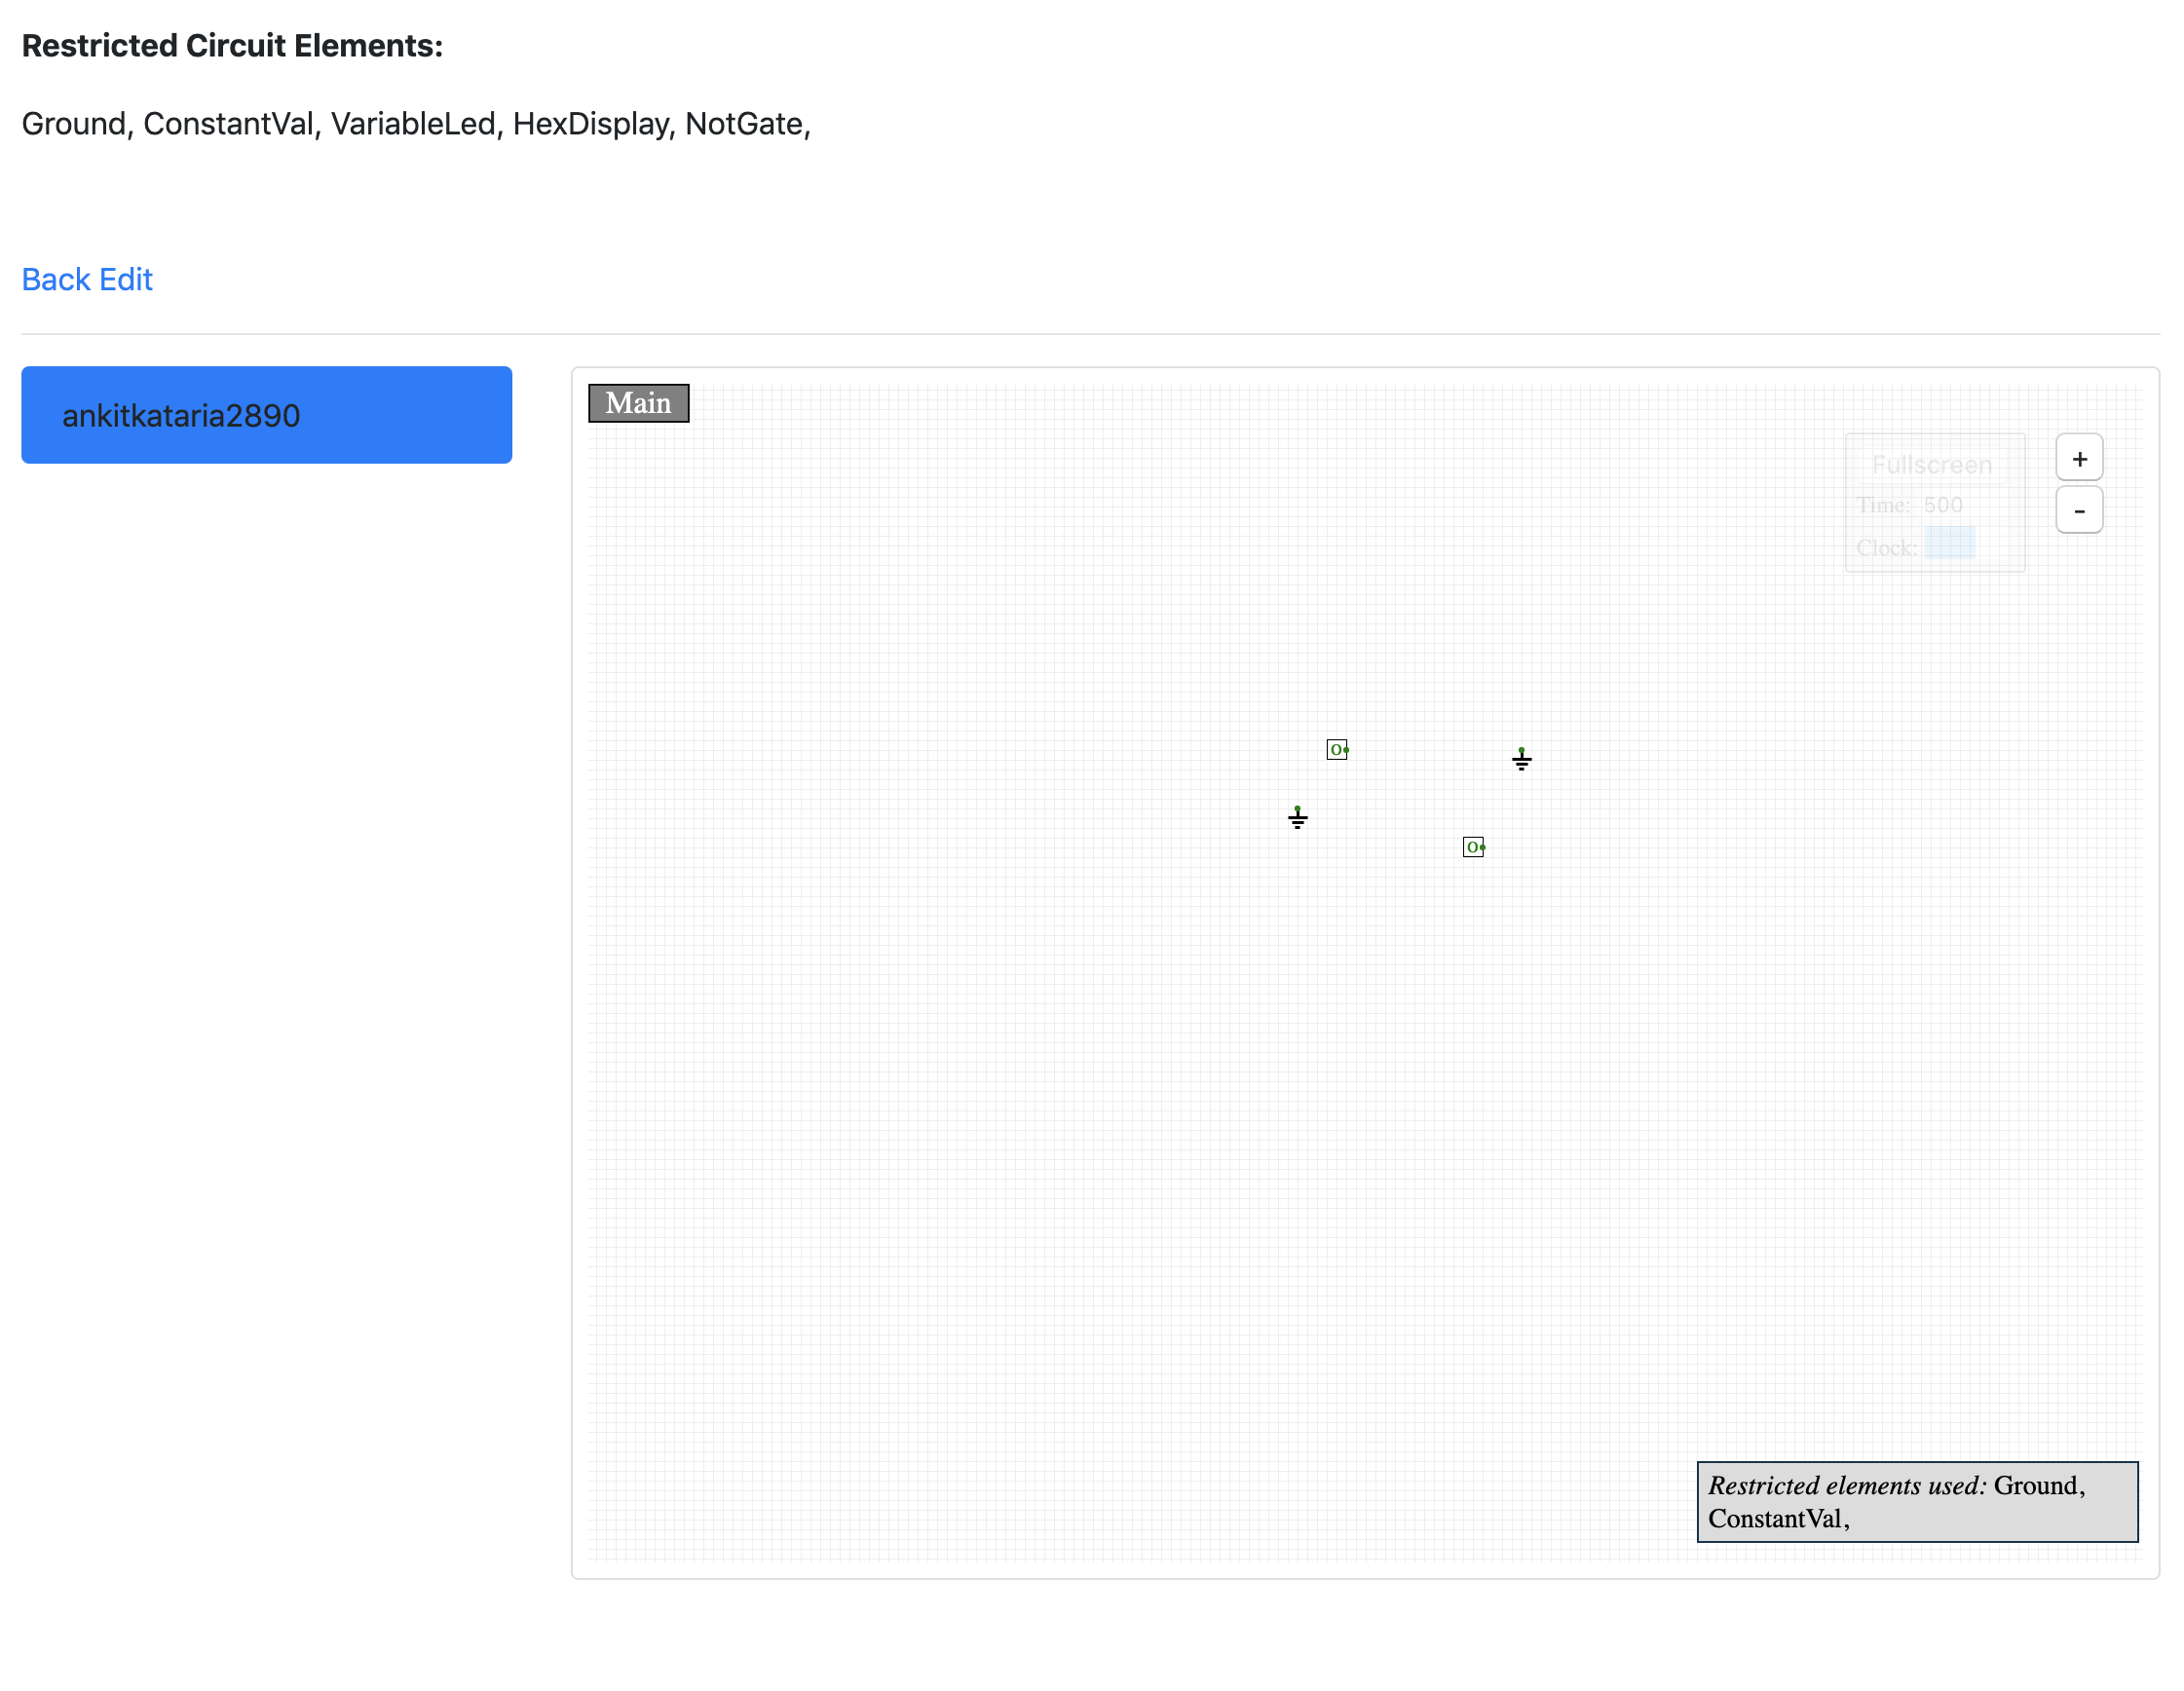 Restricted Circuit Elements:
Ground, ConstantVal, VariableLed, HexDisplay, NotGate,
Back Edit
ankitkataria2890
Main
Fullscreen
+
Time: 500
-
Clock:
0
0
Restricted elements used: Ground,
ConstantVal,